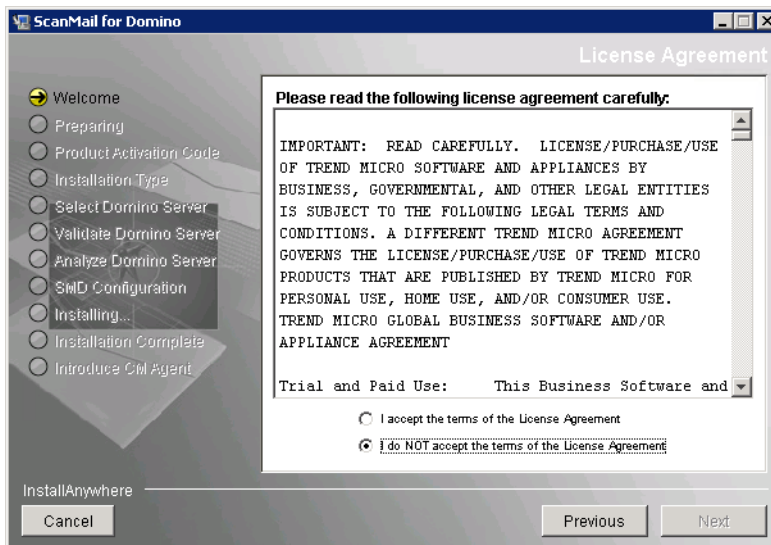 ScanMail for Domino
License Agreement
Welcome
Preparing
Product Activation Code
Installation Type
Select Domino Server
Validate Domino Server
Analyze Domino Server
SMD Configuration
Installing...
Installation Complete
Introduce CM Agent
Please read the following license agreement carefully:
IMPORTANT: READ CAREFULLY. LICENSE/PURCHASE/USE
OF TREND MICRO SOFTWARE AND APPLIANCES BY
BUSINESS, GOVERNMENTAL, AND OTHER LEGAL ENTITIES
IS SUBJECT TO THE FOLLOWING LEGAL TERMS AND
CONDITIONS. A DIFFERENT TREND MICRO AGREEMENT
GOVERNS THE LICENSE/PURCHASE/USE OF TREND MICRO
PRODUCTS THAT ARE PUBLISHED BY TREND MICRO FOR
PERSONAL USE, HOME USE, AND/OR CONSUMER USE.
TREND MICRO GLOBAL BUSINESS SOFTWARE AND/OR
APPLIANCE AGREEMENT
Trial and Paid Use: This Business Software and
I accept the terms of the License Agreement
I do NOT accept the terms of the License Agreement
InstallAnywhere
Cancel
Previous
Next